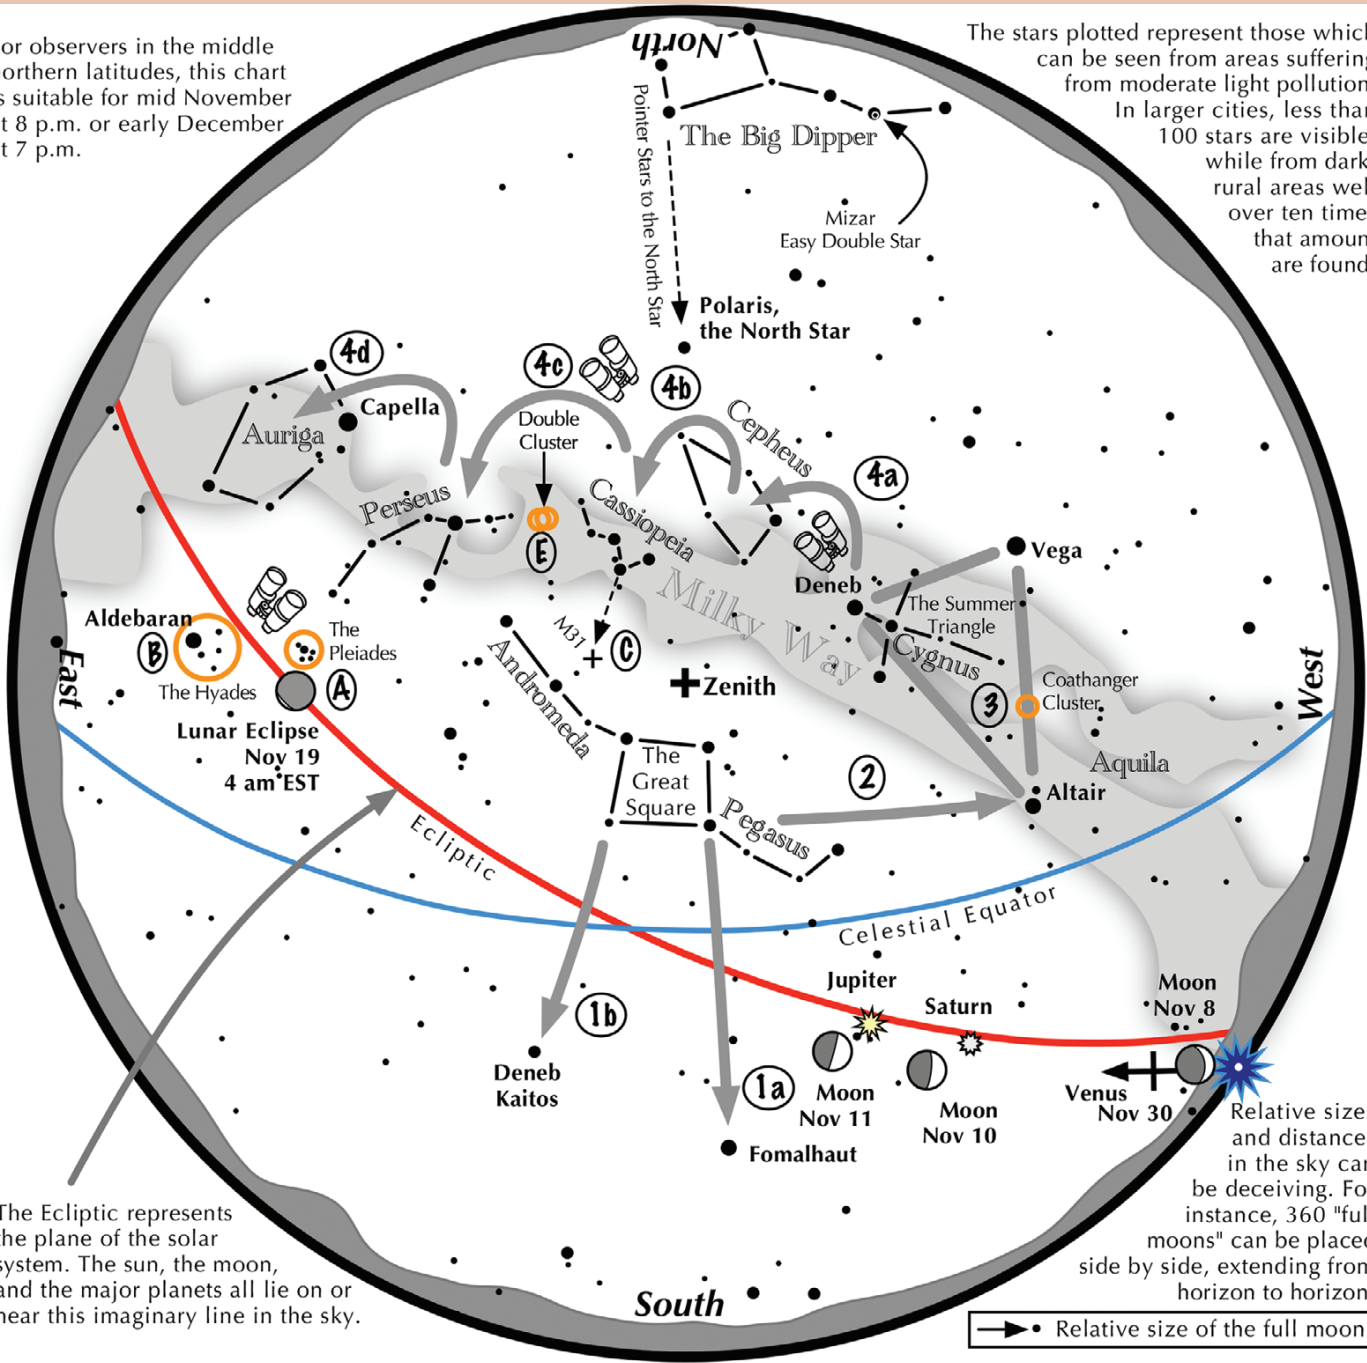 or observers in the middle
northern latitudes, this chart
s suitable for mid November
t 8 p.m. or early December
t 7 p.m.
The stars plotted represent those which
can be seen from areas suffering
from moderate light pollution
In larger cities, less than
100 stars are visible
while from dark
rural areas wel
over ten time
that amoun
are found
North
Pointer Stars to the North Star
The Big Dipper
Mizar
Easy Double Star
Polaris,
the North Star
4d
4c
4b
4a
Capella
Auriga
Double
Cluster
Cepheus
Perseus
Cassiopeia
E
Vega
Deneb
The Summer
Triangle
Milky Way
Cygnus
Aldebaran
B
The Hyades
The
Pleiades
A
M31
C
Andromeda
Zenith
East
West
Coathanger
Cluster
3
Lunar Eclipse
Nov 19
4 am EST
The
Great
Square
2
Aquila
Altair
Pegasus
Ecliptic
Celestial Equator
Jupiter
Saturn
Moon
Nov 8
1b
Deneb
Kaitos
1a
Moon
Nov 11
Moon
Nov 10
Venus
Nov 30
Fomalhaut
The Ecliptic represents
the plane of the solar
system. The sun, the moon,
and the major planets all lie on or
near this imaginary line in the sky.
Relative size
and distance
in the sky can
be deceiving. Fo
instance, 360 "ful
moons" can be placed
side by side, extending from
horizon to horizon
South
Relative size of the full moon